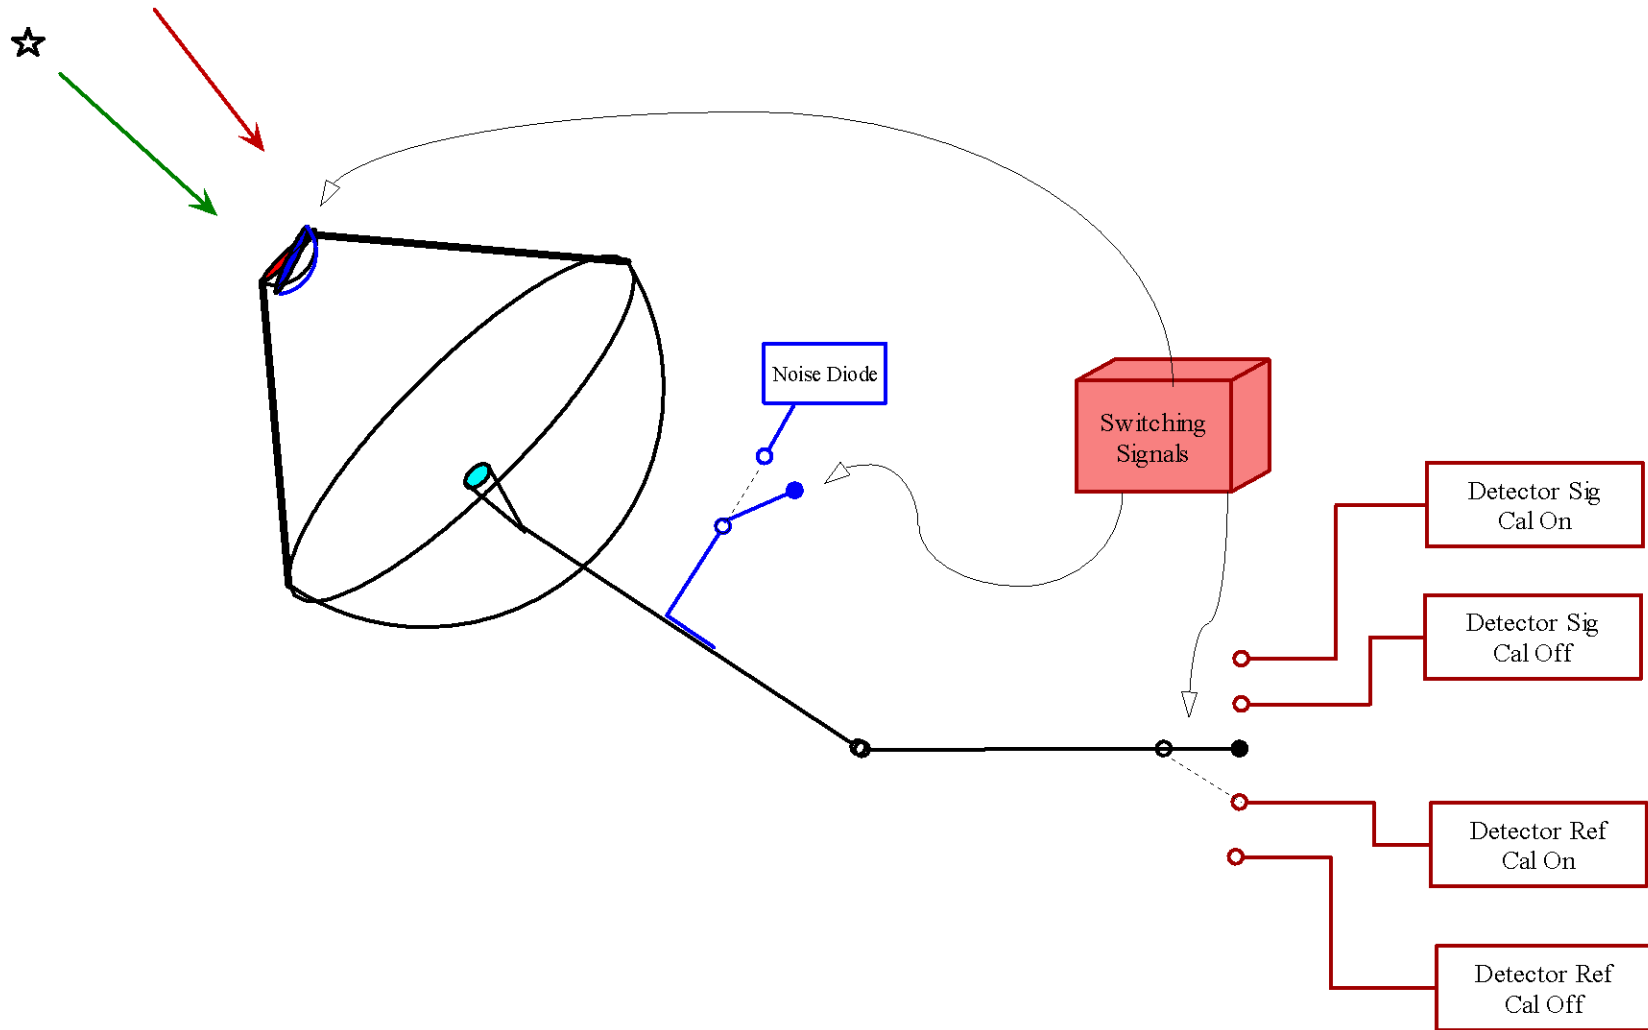 Noise Diode
Switching
Signals
Detector Sig
Cal On
Detector Sig
Cal Off
Detector Ref
Cal On
Detector Ref
Cal Off